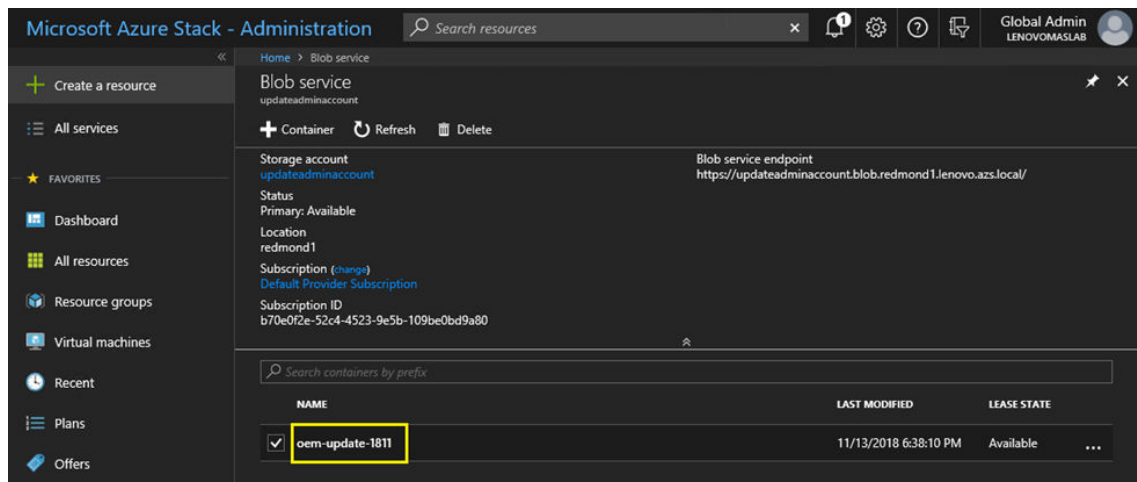 Microsoft Azure Stack - Administration
Search resources
1
Global Admin
LENOVOMASLAB
Home > Blob service
Create a resource
All services
FAVORITES
Dashboard
All resources
Resource groups
Virtual machines
Recent
Plans
Offers
Blob service
updateadminaccount
Container Refresh Delete
Storage account
updateadminaccount
Status
Primary: Available
Location
redmond1
Subscription (change)
Default Provider Subscription
Subscription ID
b70e0f2e-52c4-4523-9e5b-109be0bd9a80
Blob service endpoint
https://updateadminaccount.blob.redmond1.lenovo.azs.local/
Search containers by prefix
NAME LAST MODIFIED LEASE STATE
oem-update-1811 11/13/2018 6:38:10 PM Available ...